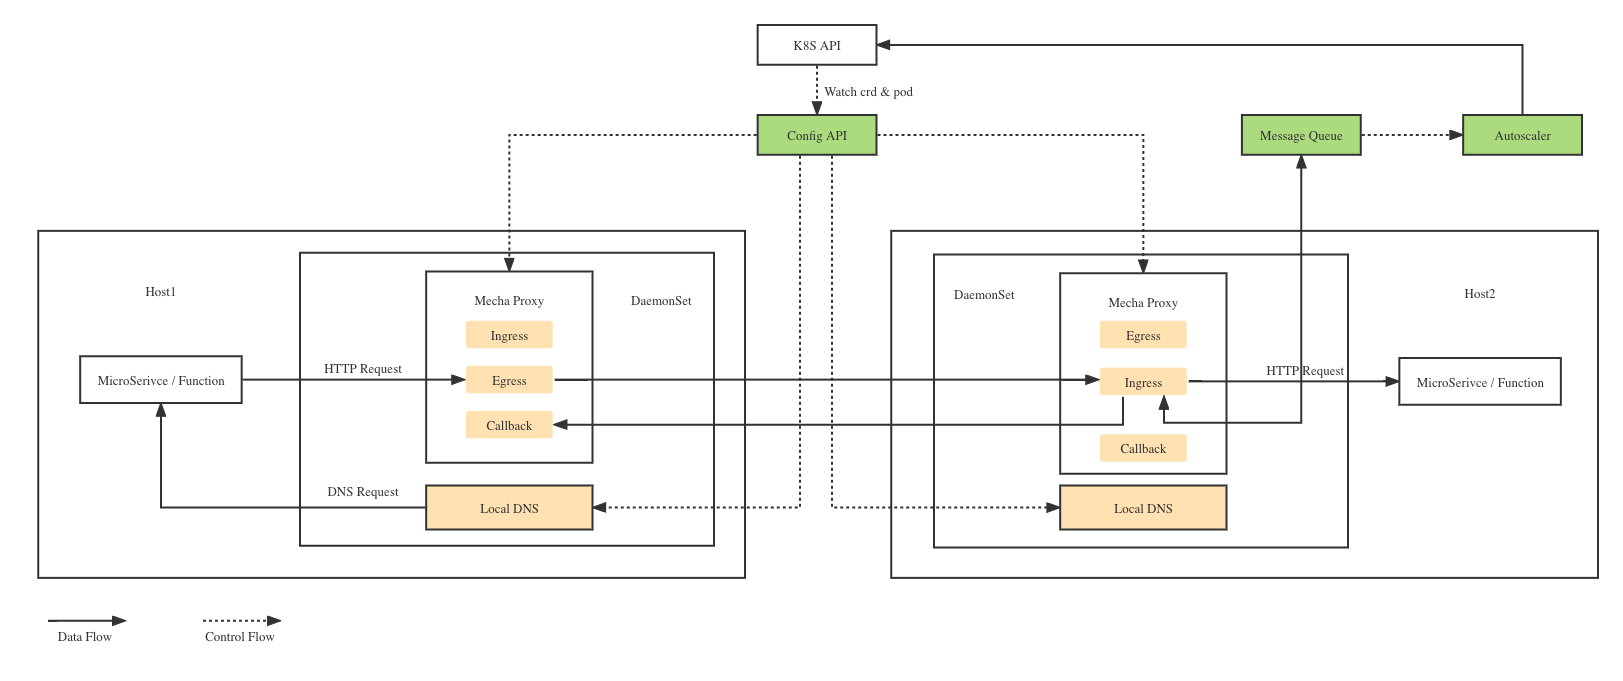 K8S API
Watch crd & pod
Config API
Message Queue
Autoscaler
Host1
Mecha Proxy
DaemonSet
Ingress
MicroSerivce / Function
HTTP Request
Egress
Callback
DNS Request
Local DNS
DaemonSet
Mecha Proxy
Host2
Egress
Ingress
HTTP Request
MicroSerivce / Function
Callback
Local DNS
Data Flow
Control Flow